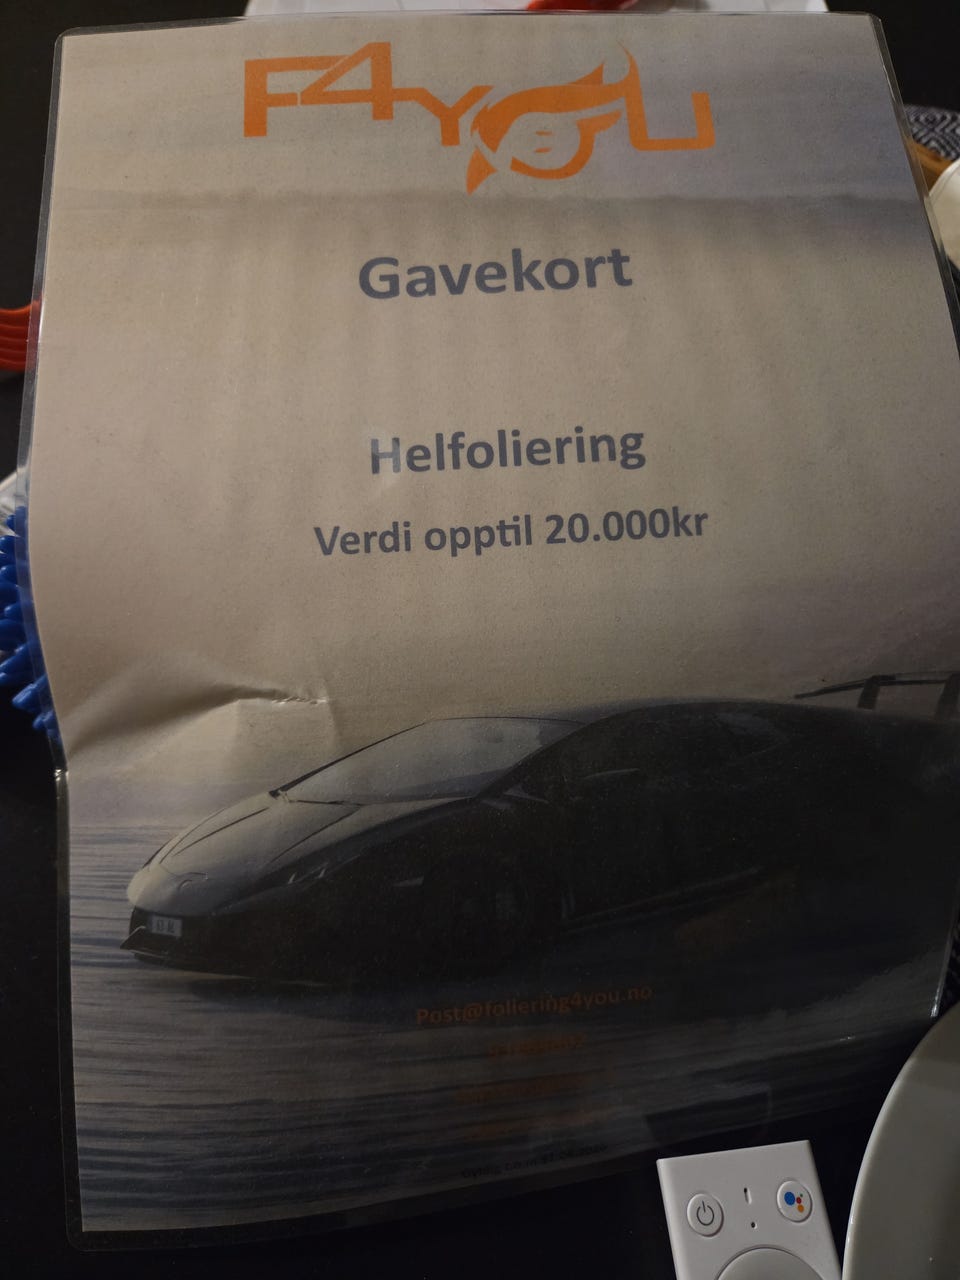 F4YOU
Gavekort
Helfoliering
Verdi opptil 20.000kr
Post@foliering4you.no